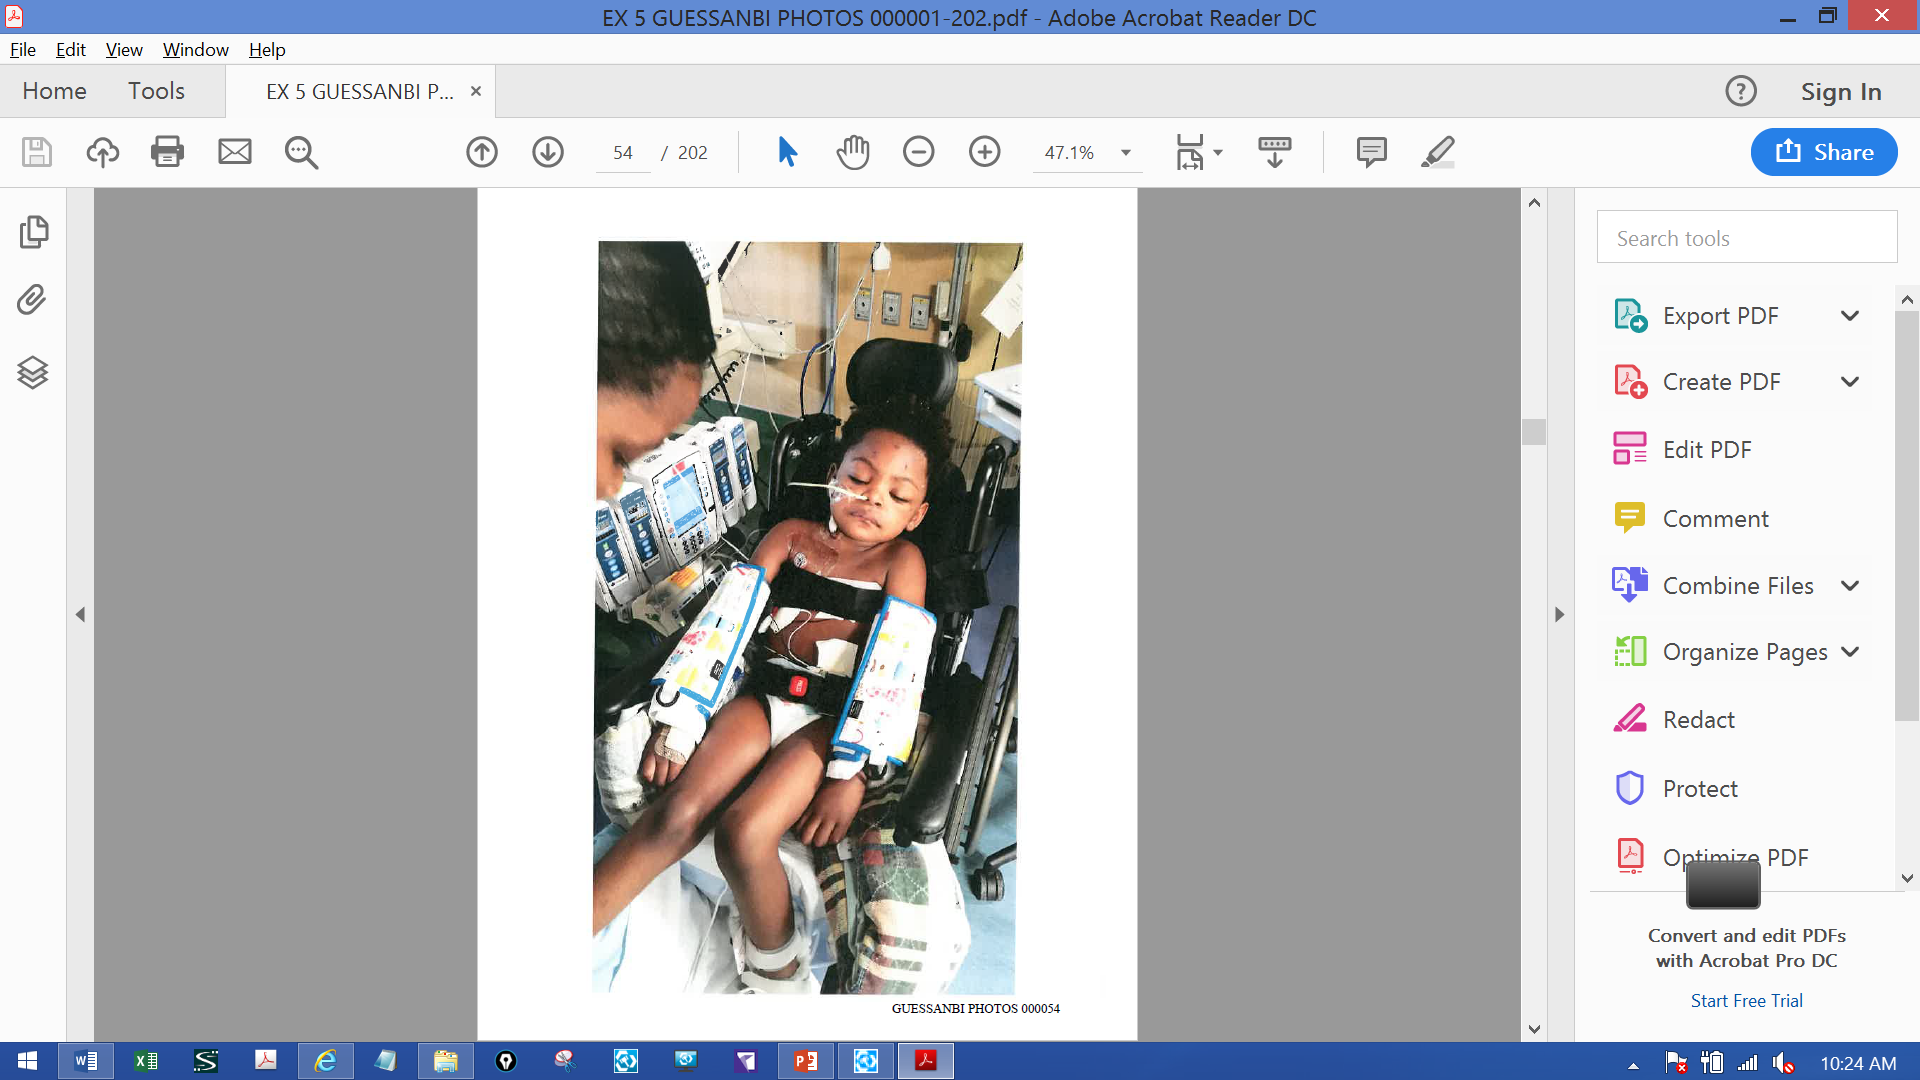 EX 5 GUESSANBI PHOTOS 000001-202.pdf - Adobe Acrobat Reader DC
File Edit View Window Help
Home Tools EX 5 GUESSANBI P... Sign In
54 / 202 47.1% Share
Search tools
Export PDF
Create PDF
Edit PDF
Comment
Combine Files
Organize Pages
Redact
Protect
Optimize PDF
Convert and edit PDFs
with Acrobat Pro DC
Start Free Trial
GUESSANBI PHOTOS 000054
10:24 AM